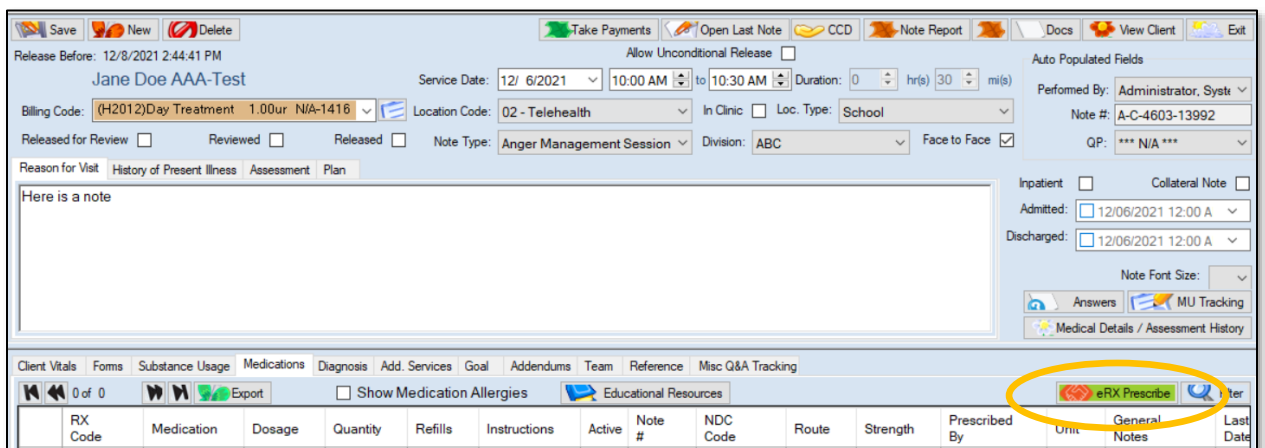 Save New Delete Take Payments Open Last Note CCD Note Report Docs View Client Exit
Release Before: 12/8/2021 2:44:41 PM Allow Unconditional Release Auto Populated Fields
Jane Doe AAA-Test Service Date: 12/ 6/2021 10:00 AM to 10:30 AM Duration: 0 hr(s) 30 mi(s) Performed By: Administrator, Syste
Billing Code: (H2012)Day Treatment 1.00ur N/A-1416 Location Code: 02 - Telehealth In Clinic Loc. Type: School Note #: A-C-4603-13992
Released for Review Reviewed Released Note Type: Anger Management Session Division: ABC Face to Face QP: *** N/A ***
Reason for Visit History of Present Illness Assessment Plan
Here is a note
Inpatient Collateral Note
Admitted: 12/06/2021 12:00 A
Discharged: 12/06/2021 12:00 A
Note Font Size:
Answers MU Tracking
Medical Details / Assessment History
Client Vitals Forms Substance Usage Medications Diagnosis Add. Services Goal Addendums Team Reference Misc Q&A Tracking
0 of 0 Export Show Medication Allergies Educational Resources eRX Prescribe
RX Code Medication Dosage Quantity Refills Instructions Active Note # NDC Code Route Strength Prescribed By Unit General Notes Last Date